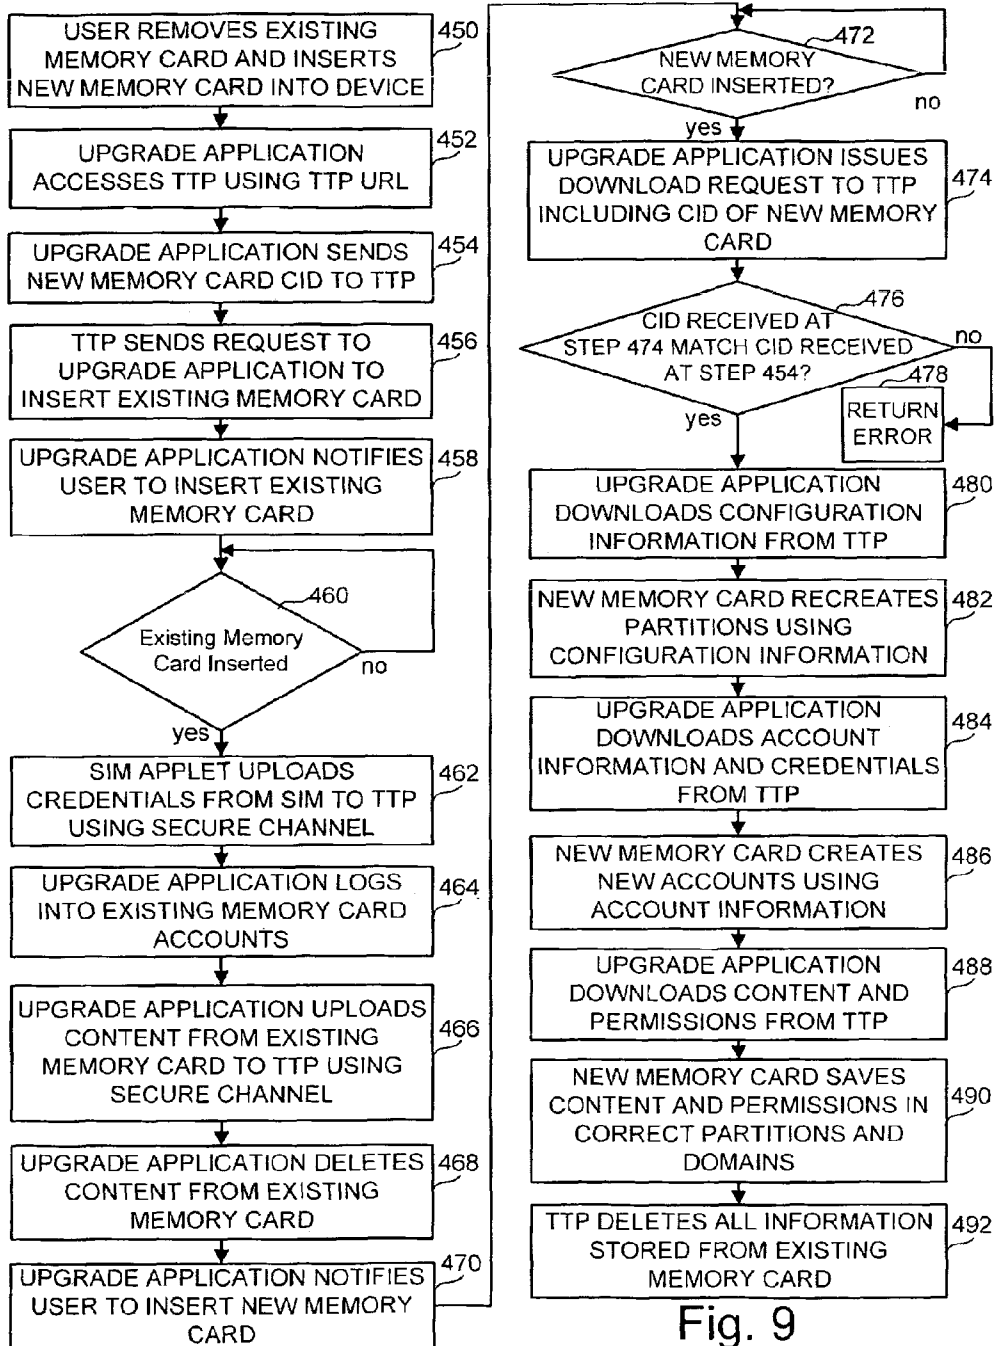 USER REMOVES EXISTING
MEMORY CARD AND INSERTS
NEW MEMORY CARD INTO DEVICE
450
UPGRADE APPLICATION
ACCESSES TTP USING TTP URL
452
UPGRADE APPLICATION SENDS
NEW MEMORY CARD CID TO TTP
454
TTP SENDS REQUEST TO
UPGRADE APPLICATION TO
INSERT EXISTING MEMORY CARD
456
UPGRADE APPLICATION NOTIFIES
USER TO INSERT EXISTING
MEMORY CARD
458
460
Existing Memory
Card Inserted
no
yes
SIM APPLET UPLOADS
CREDENTIALS FROM SIM TO TTP
USING SECURE CHANNEL
462
UPGRADE APPLICATION LOGS
INTO EXISTING MEMORY CARD
ACCOUNTS
464
UPGRADE APPLICATION UPLOADS
CONTENT FROM EXISTING
MEMORY CARD TO TTP USING
SECURE CHANNEL
466
UPGRADE APPLICATION DELETES
CONTENT FROM EXISTING
MEMORY CARD
468
UPGRADE APPLICATION NOTIFIES
USER TO INSERT NEW MEMORY
CARD
470
472
NEW MEMORY
CARD INSERTED?
no
yes
UPGRADE APPLICATION ISSUES
DOWNLOAD REQUEST TO TTP
INCLUDING CID OF NEW MEMORY
CARD
474
476
CID RECEIVED AT
STEP 474 MATCH CID RECEIVED
AT STEP 454?
no
yes
478
RETURN
ERROR
UPGRADE APPLICATION
DOWNLOADS CONFIGURATION
INFORMATION FROM TTP
480
NEW MEMORY CARD RECREATES
PARTITIONS USING
CONFIGURATION INFORMATION
482
UPGRADE APPLICATION
DOWNLOADS ACCOUNT
INFORMATION AND CREDENTIALS
FROM TTP
484
NEW MEMORY CARD CREATES
NEW ACCOUNTS USING
ACCOUNT INFORMATION
486
UPGRADE APPLICATION
DOWNLOADS CONTENT AND
PERMISSIONS FROM TTP
488
NEW MEMORY CARD SAVES
CONTENT AND PERMISSIONS IN
CORRECT PARTITIONS AND
DOMAINS
490
TTP DELETES ALL INFORMATION
STORED FROM EXISTING
MEMORY CARD
492
Fig. 9